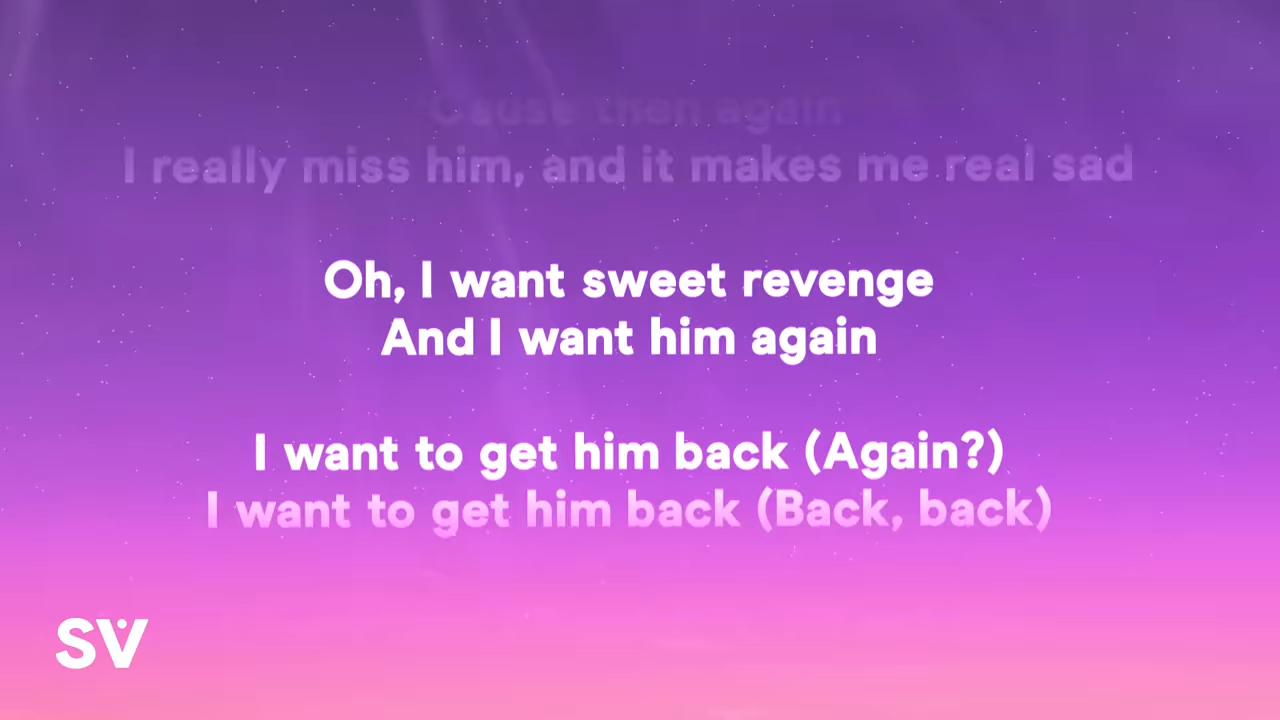 'Cause then again
I really miss him, and it makes me real sad
Oh, I want sweet revenge
And I want him again
I want to get him back (Again?)
I want to get him back (Back, back)
SV